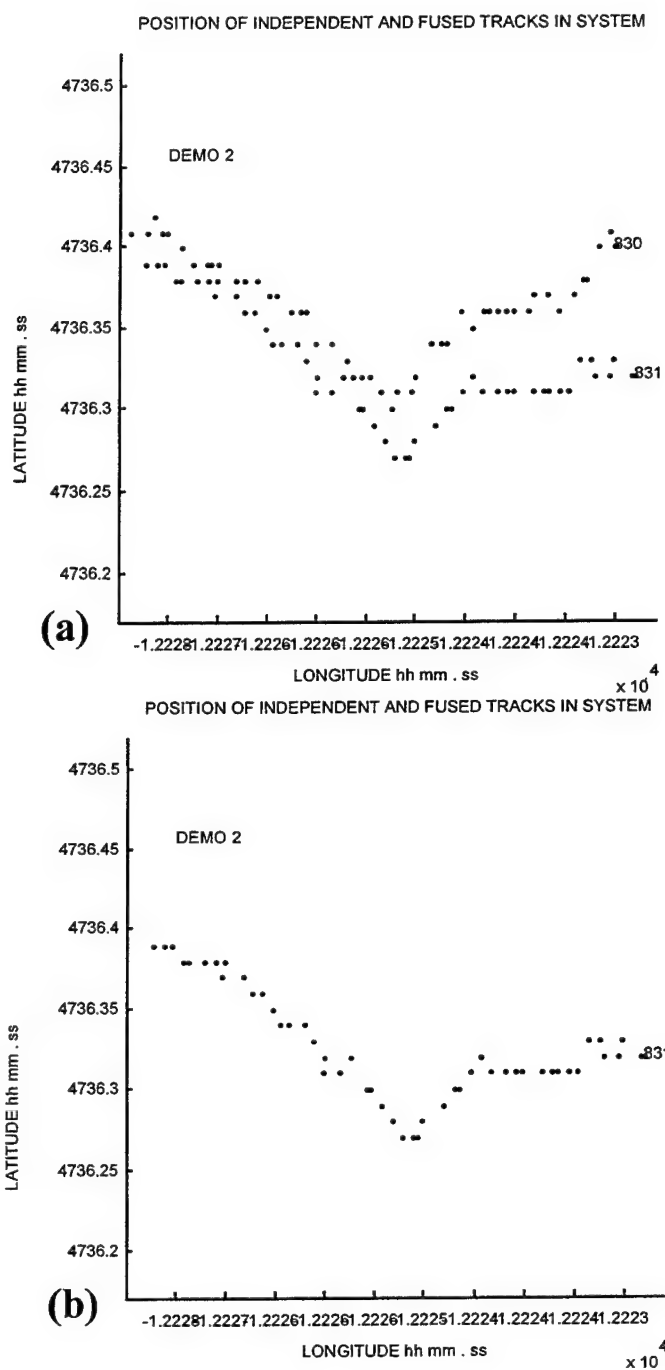 POSITION OF INDEPENDENT AND FUSED TRACKS IN SYSTEM
4736.5
4736.45
DEMO 2
4736.4
830
4736.35
831
4736.3
4736.25
4736.2
LATITUDE hh mm . ss
(a)
-1.22281.22271.22261.22261.22251.22241.22241.2223
LONGITUDE hh mm . ss
x 10^4
POSITION OF INDEPENDENT AND FUSED TRACKS IN SYSTEM
4736.5
4736.45
DEMO 2
4736.4
4736.35
831
4736.3
4736.25
4736.2
LATITUDE hh mm . ss
(b)
-1.22281.22271.22261.22261.22251.22241.22241.2223
LONGITUDE hh mm . ss
x 10^4